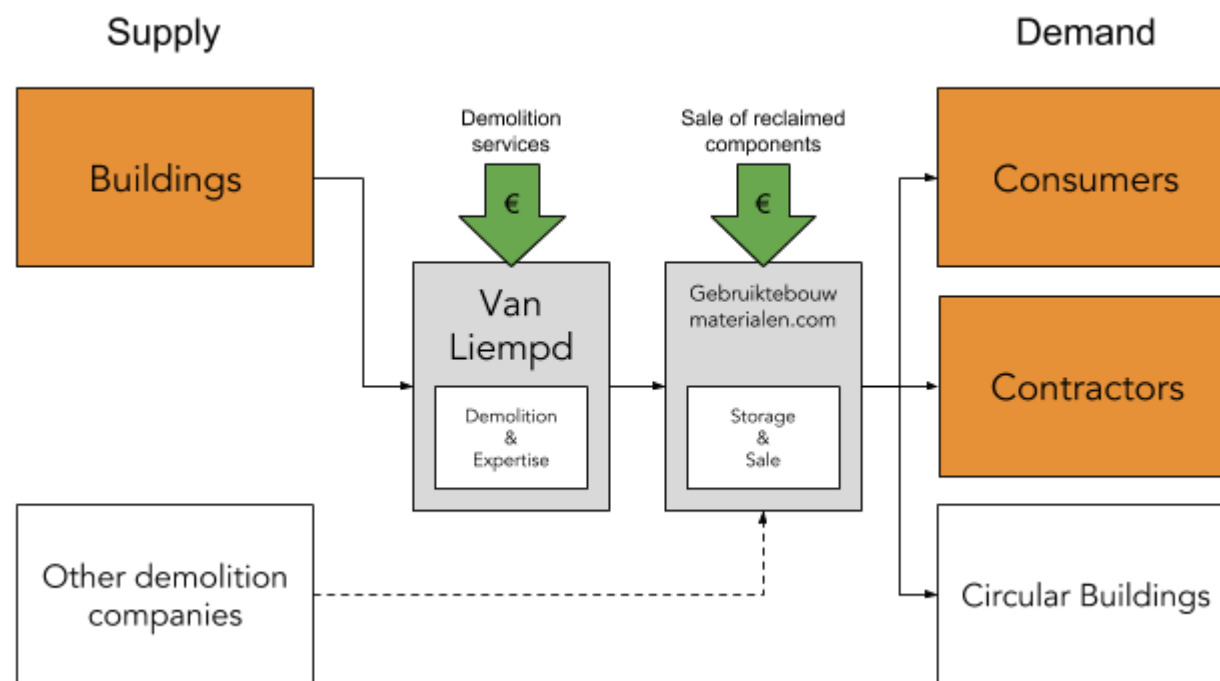 Supply
Demand
Demolition
services
Sale of reclaimed
components
Buildings
€
€
Consumers
Van
Liempd
Gebruiktebouw
materialen.com
Demolition
&
Expertise
Storage
&
Sale
Contractors
Other demolition
companies
Circular Buildings